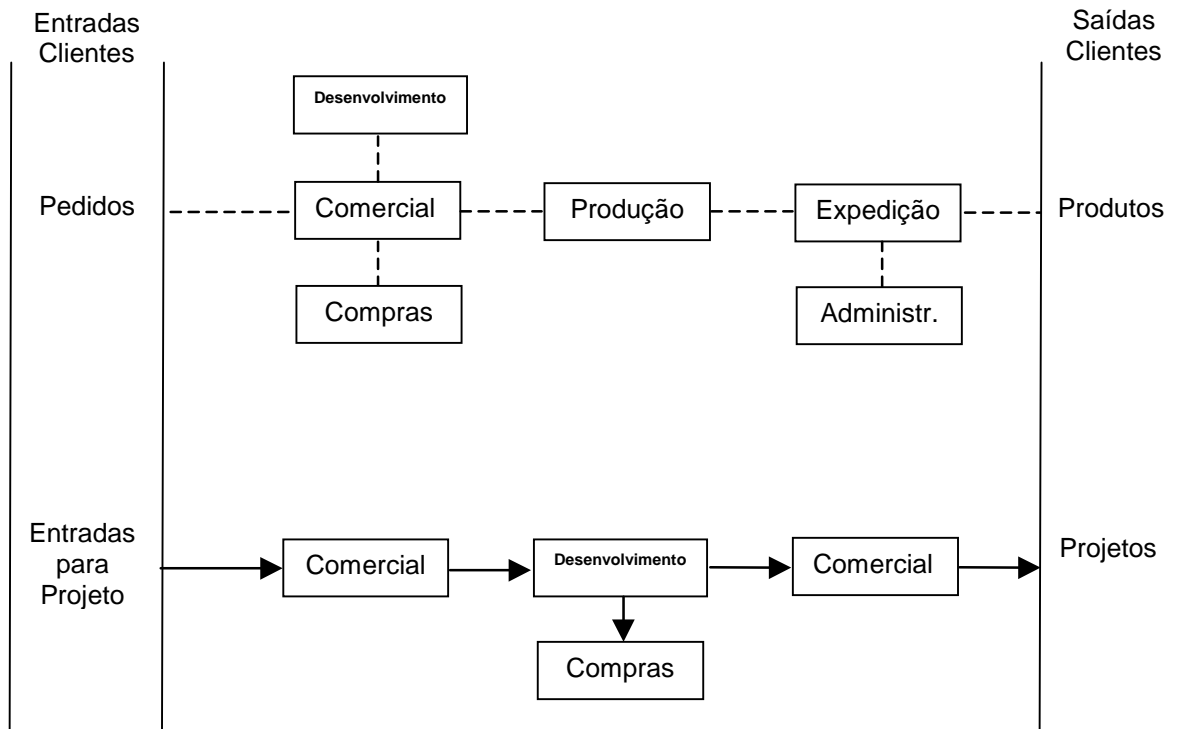 Entradas
Clientes
Saídas
Clientes
Desenvolvimento
Pedidos
Comercial
Produção
Expedição
Produtos
Compras
Administr.
Entradas
para
Projeto
Comercial
Desenvolvimento
Comercial
Projetos
Compras